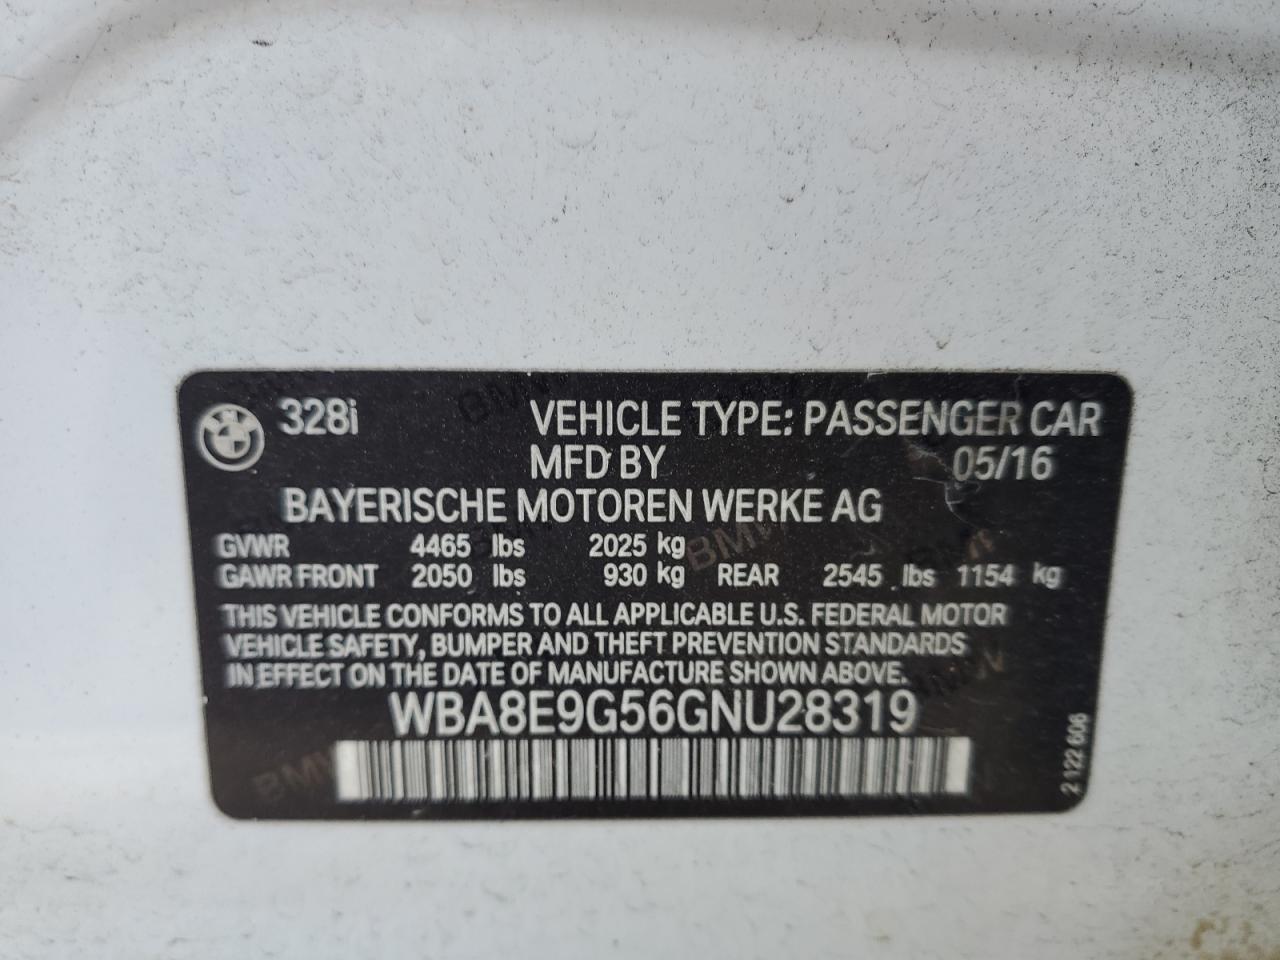 328i VEHICLE TYPE: PASSENGER CAR
MFD BY 05/16
BAYERISCHE MOTOREN WERKE AG
GVWR 4465 lbs 2025 kg
GAWR FRONT 2050 lbs 930 kg REAR 2545 lbs 1154 kg
THIS VEHICLE CONFORMS TO ALL APPLICABLE U.S. FEDERAL MOTOR
VEHICLE SAFETY, BUMPER AND THEFT PREVENTION STANDARDS
IN EFFECT ON THE DATE OF MANUFACTURE SHOWN ABOVE.
WBA8E9G56GNU28319
2 122 606